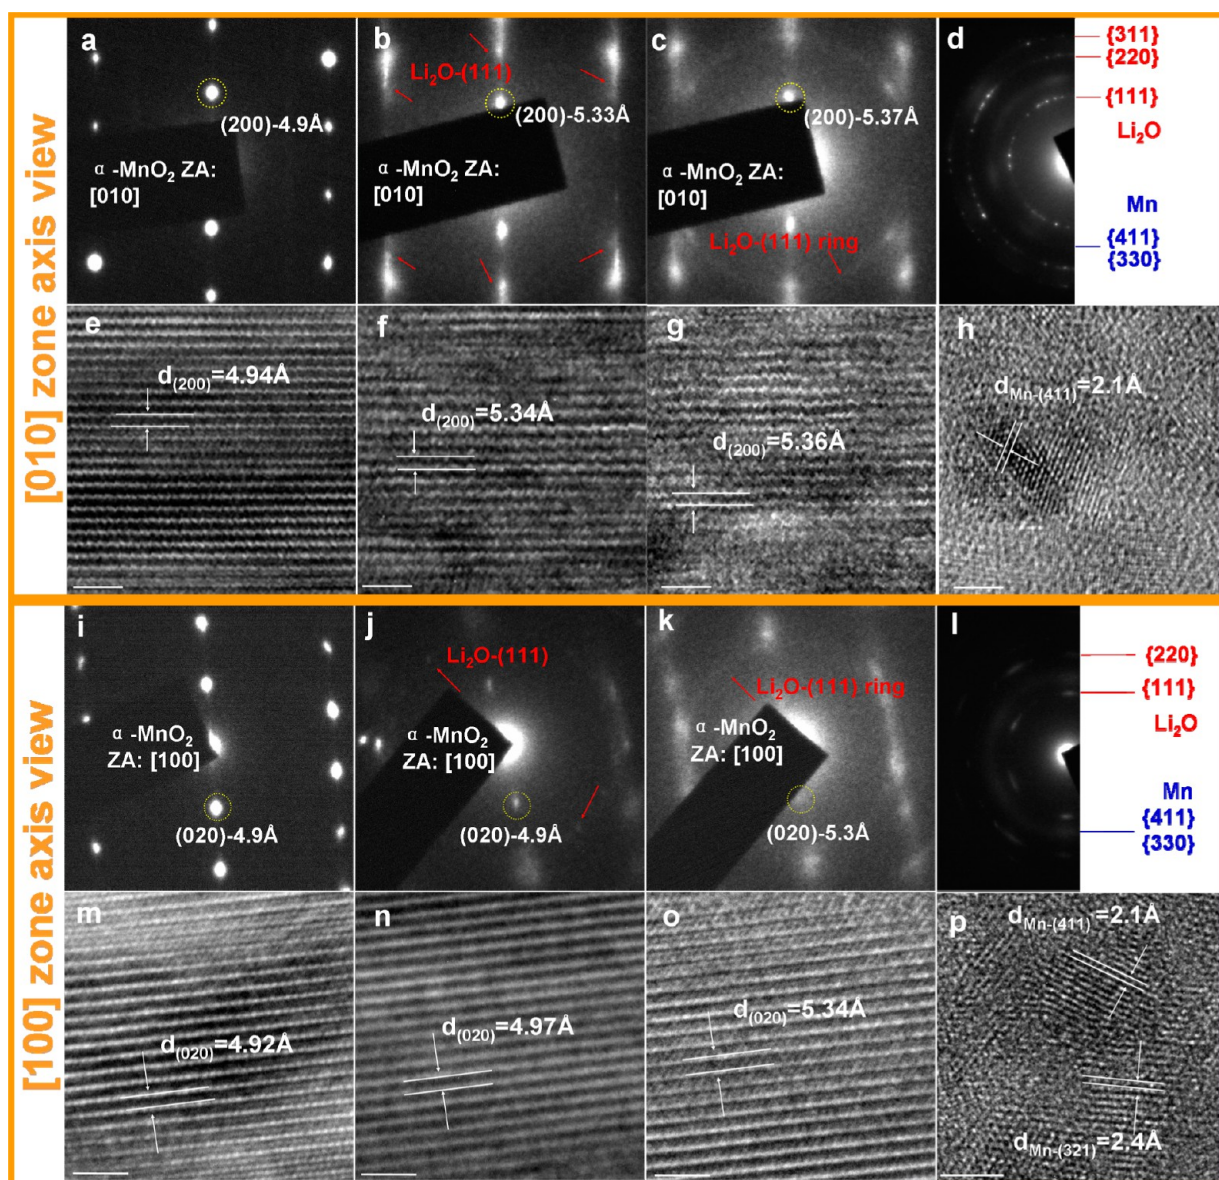 [010] zone axis view
a
(200)-4.9Å
α-MnO₂ ZA:
[010]
b
Li₂O-(111)
(200)-5.33Å
α-MnO₂ ZA:
[010]
c
(200)-5.37Å
α-MnO₂ ZA:
[010]
Li₂O-(111) ring
d
{311}
{220}
{111}
Li₂O
Mn
{411}
{330}
e
d(200)=4.94Å
f
d(200)=5.34Å
g
d(200)=5.36Å
h
dMn-(411)=2.1Å
[100] zone axis view
i
α-MnO₂
ZA: [100]
(020)-4.9Å
j
Li₂O-(111)
α-MnO₂
ZA: [100]
(020)-4.9Å
k
Li₂O-(111) ring
α-MnO₂
ZA: [100]
(020)-5.3Å
l
{220}
{111}
Li₂O
Mn
{411}
{330}
m
d(020)=4.92Å
n
d(020)=4.97Å
o
d(020)=5.34Å
p
dMn-(411)=2.1Å
dMn-(321)=2.4Å